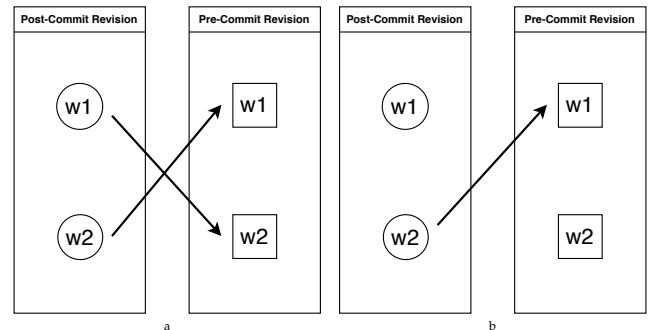 Post-Commit Revision Pre-Commit Revision Post-Commit Revision Pre-Commit Revision
w1 w1 w1 w1
w2 w2 w2 w2
a b